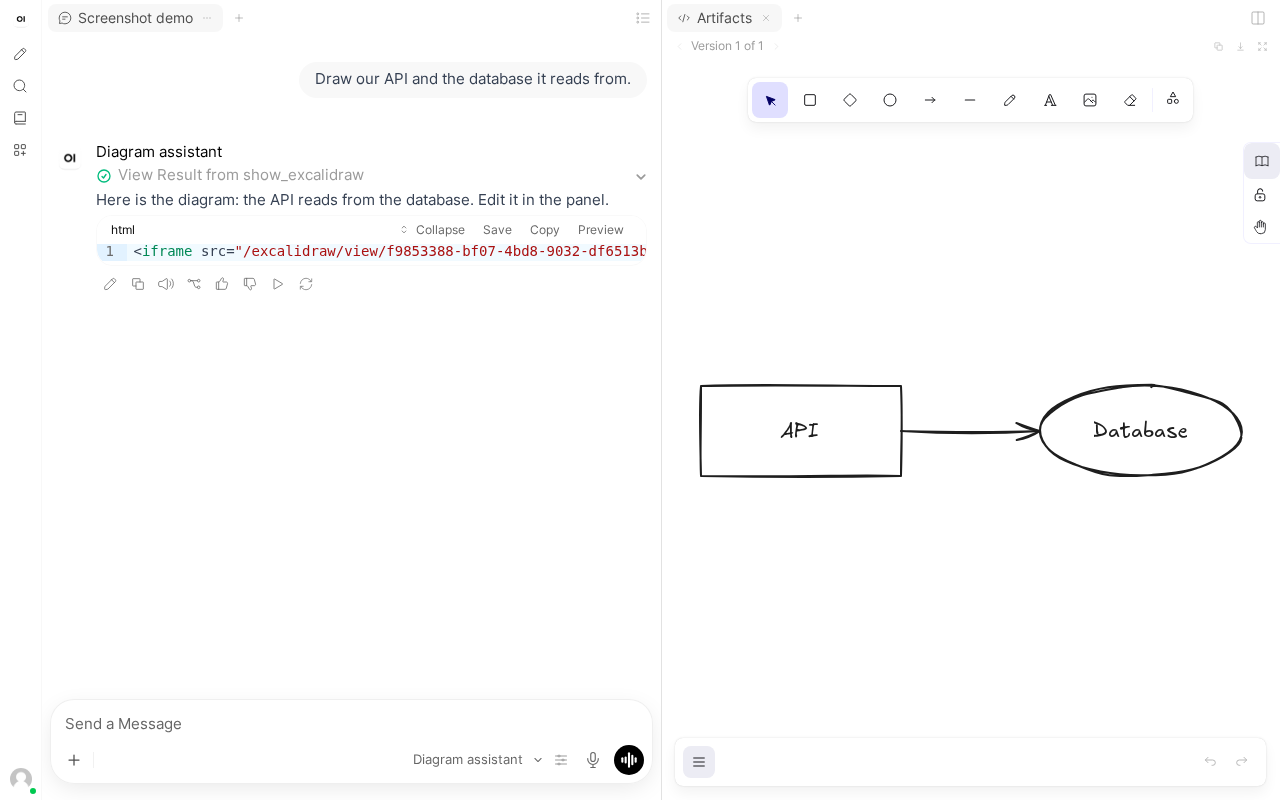 OI
Screenshot demo
Artifacts
Version 1 of 1
Draw our API and the database it reads from.
OI
Diagram assistant
View Result from show_excalidraw
Here is the diagram: the API reads from the database. Edit it in the panel.
html
Collapse
Save
Copy
Preview
1 <iframe src="/excalidraw/view/f9853388-bf07-4bd8-9032-df6513b
API
Database
Send a Message
Diagram assistant